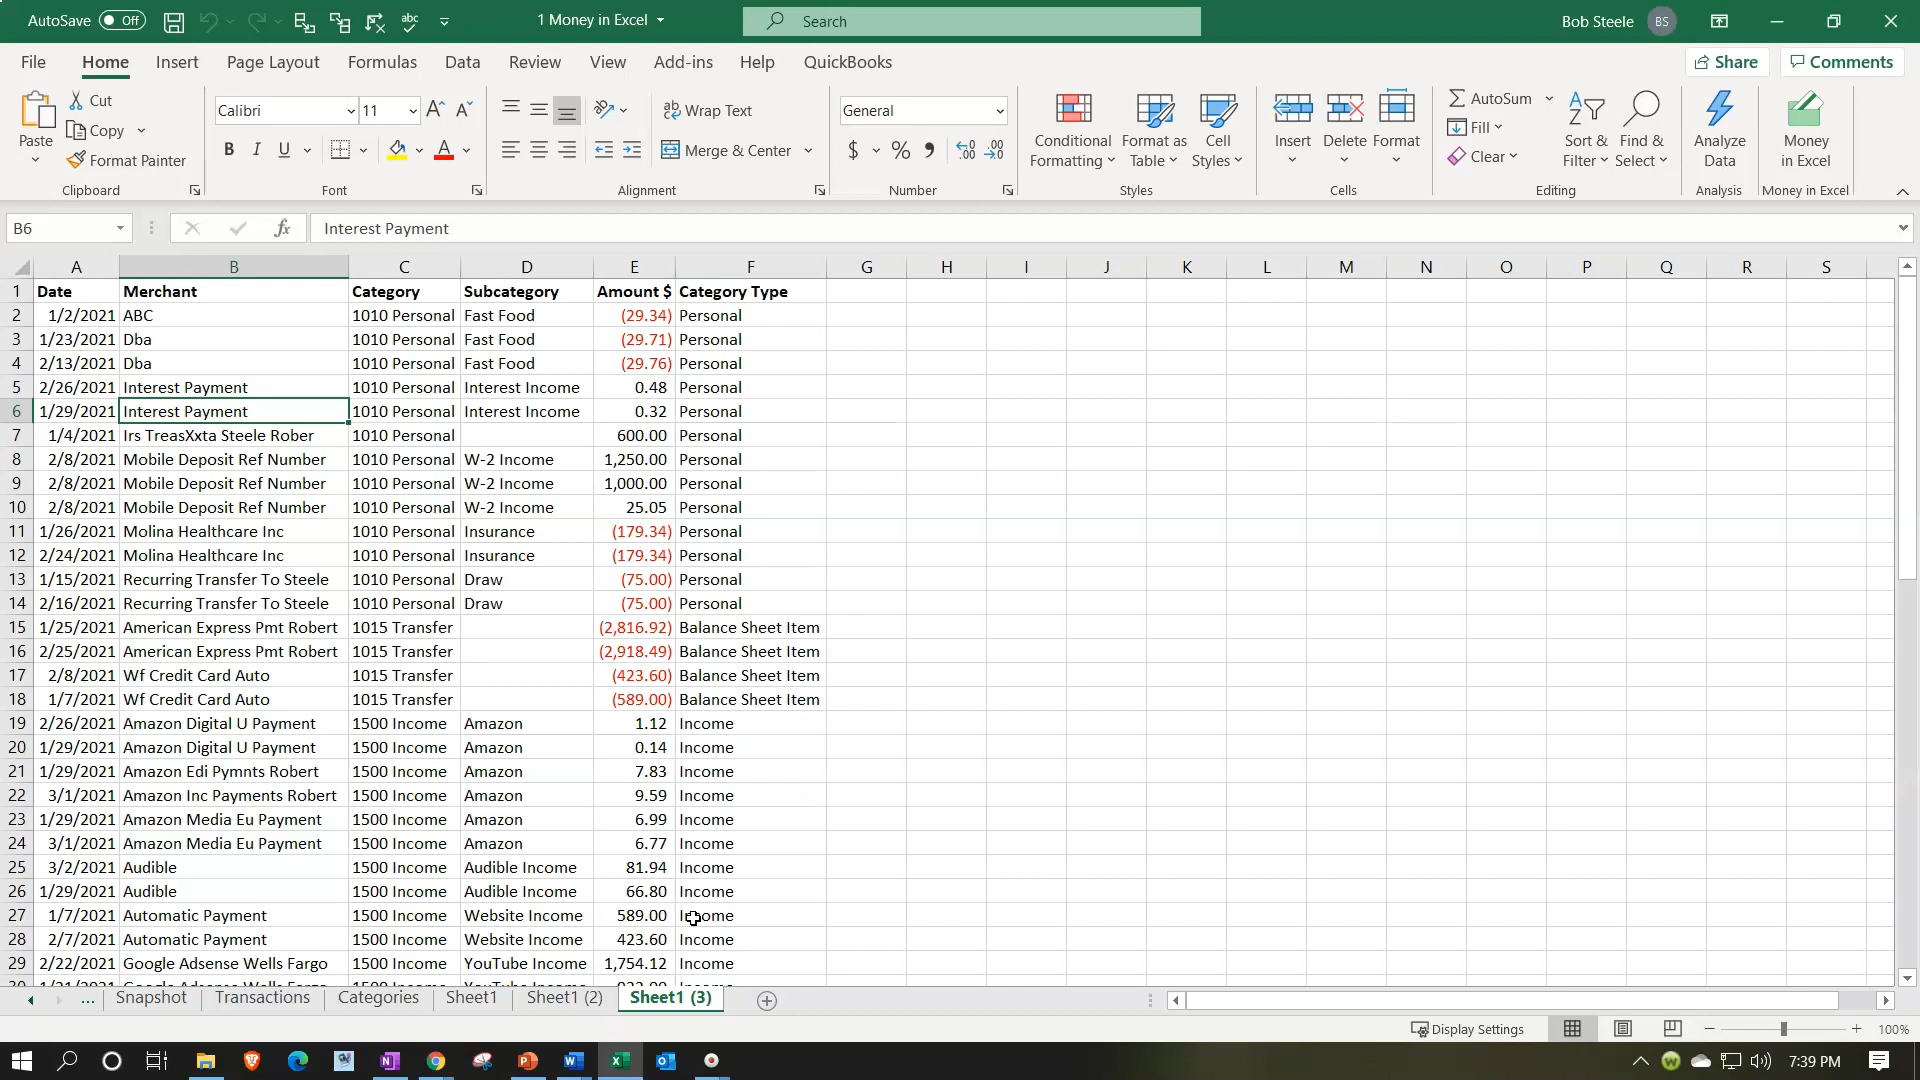 AutoSave Off abc 1 Money in Excel Search Bob Steele BS
File Home Insert Page Layout Formulas Data Review View Add-ins Help QuickBooks Share Comments
Paste Cut Copy Format Painter Clipboard
Calibri 11 A A B I U A Font
ab Wrap Text Merge & Center Alignment
General $ % 9 Number
Conditional Formatting Format as Table Cell Styles Styles
Insert Delete Format Cells
AutoSum Fill Clear Sort & Filter Find & Select Editing
Analyze Data Analysis
Money in Excel Money in Excel
B6 fx Interest Payment
A B C D E F G H I J K L M N O P Q R S
1 Date Merchant Category Subcategory Amount $ Category Type
2 1/2/2021 ABC 1010 Personal Fast Food (29.34) Personal
3 1/23/2021 Dba 1010 Personal Fast Food (29.71) Personal
4 2/13/2021 Dba 1010 Personal Fast Food (29.76) Personal
5 2/26/2021 Interest Payment 1010 Personal Interest Income 0.48 Personal
6 1/29/2021 Interest Payment 1010 Personal Interest Income 0.32 Personal
7 1/4/2021 Irs TreasXxta Steele Rober 1010 Personal 600.00 Personal
8 2/8/2021 Mobile Deposit Ref Number 1010 Personal W-2 Income 1,250.00 Personal
9 2/8/2021 Mobile Deposit Ref Number 1010 Personal W-2 Income 1,000.00 Personal
10 2/8/2021 Mobile Deposit Ref Number 1010 Personal W-2 Income 25.05 Personal
11 1/26/2021 Molina Healthcare Inc 1010 Personal Insurance (179.34) Personal
12 2/24/2021 Molina Healthcare Inc 1010 Personal Insurance (179.34) Personal
13 1/15/2021 Recurring Transfer To Steele 1010 Personal Draw (75.00) Personal
14 2/16/2021 Recurring Transfer To Steele 1010 Personal Draw (75.00) Personal
15 1/25/2021 American Express Pmt Robert 1015 Transfer (2,816.92) Balance Sheet Item
16 2/25/2021 American Express Pmt Robert 1015 Transfer (2,918.49) Balance Sheet Item
17 2/8/2021 Wf Credit Card Auto 1015 Transfer (423.60) Balance Sheet Item
18 1/7/2021 Wf Credit Card Auto 1015 Transfer (589.00) Balance Sheet Item
19 2/26/2021 Amazon Digital U Payment 1500 Income Amazon 1.12 Income
20 1/29/2021 Amazon Digital U Payment 1500 Income Amazon 0.14 Income
21 1/29/2021 Amazon Edi Pymnts Robert 1500 Income Amazon 7.83 Income
22 3/1/2021 Amazon Inc Payments Robert 1500 Income Amazon 9.59 Income
23 1/29/2021 Amazon Media Eu Payment 1500 Income Amazon 6.99 Income
24 3/1/2021 Amazon Media Eu Payment 1500 Income Amazon 6.77 Income
25 3/2/2021 Audible 1500 Income Audible Income 81.94 Income
26 1/29/2021 Audible 1500 Income Audible Income 66.80 Income
27 1/7/2021 Automatic Payment 1500 Income Website Income 589.00 Income
28 2/7/2021 Automatic Payment 1500 Income Website Income 423.60 Income
29 2/22/2021 Google Adsense Wells Fargo 1500 Income YouTube Income 1,754.12 Income
... Snapshot Transactions Categories Sheet1 Sheet1 (2) Sheet1 (3)
Display Settings 100%
7:39 PM